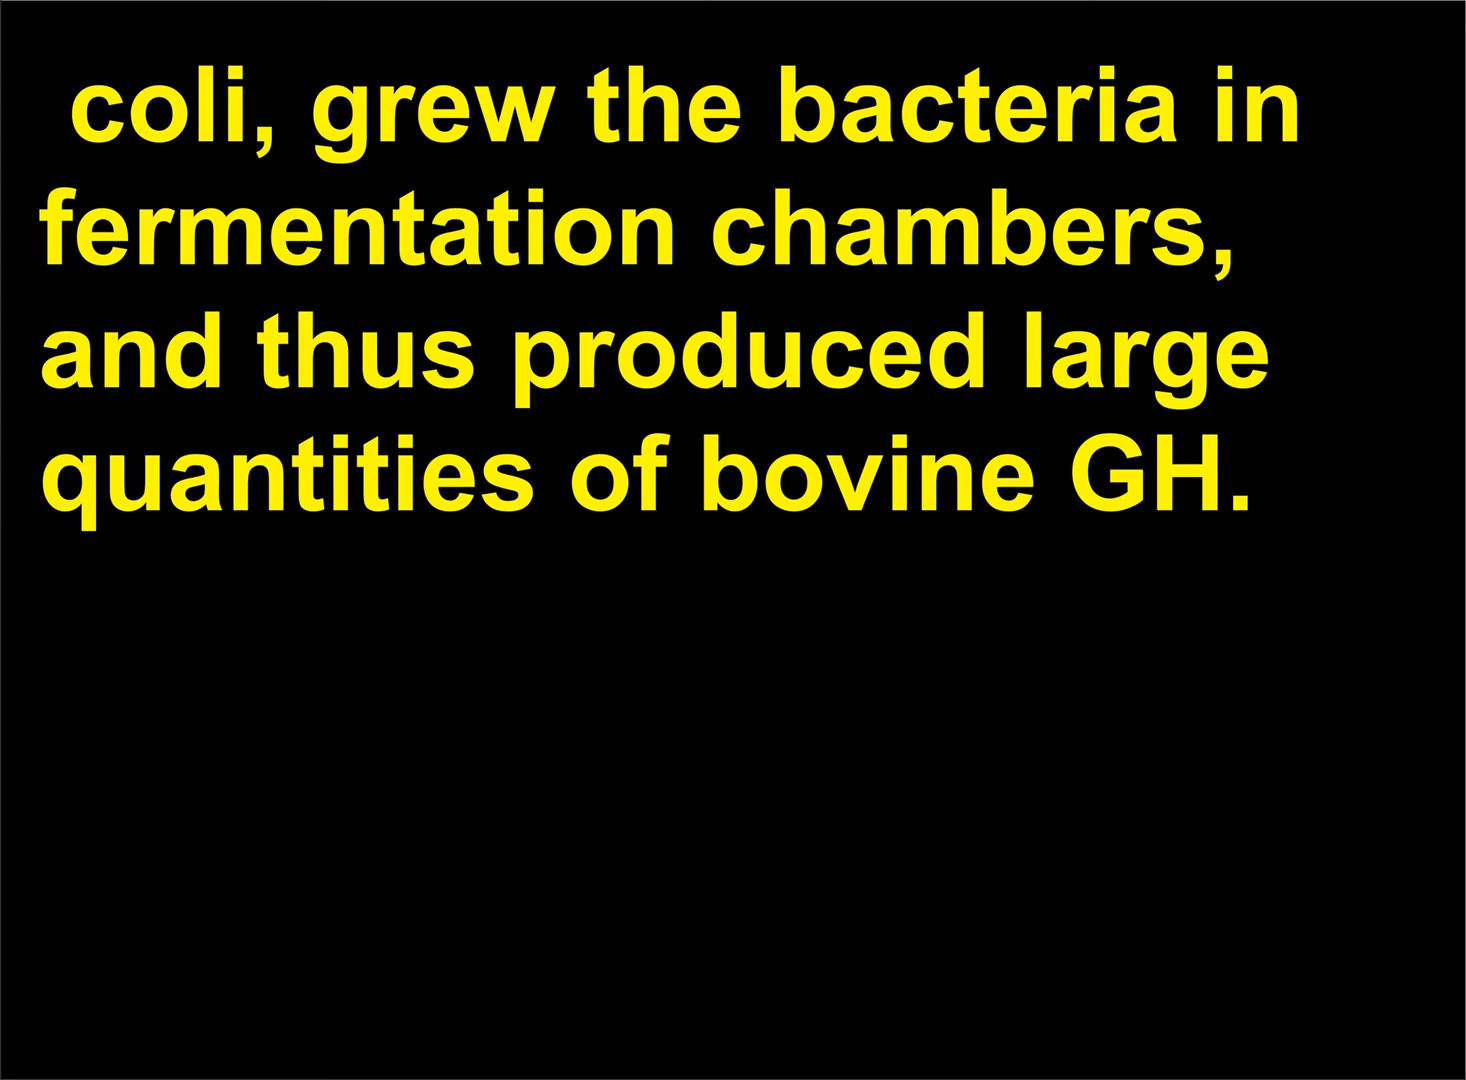 coli, grew the bacteria in
fermentation chambers,
and thus produced large
quantities of bovine GH.